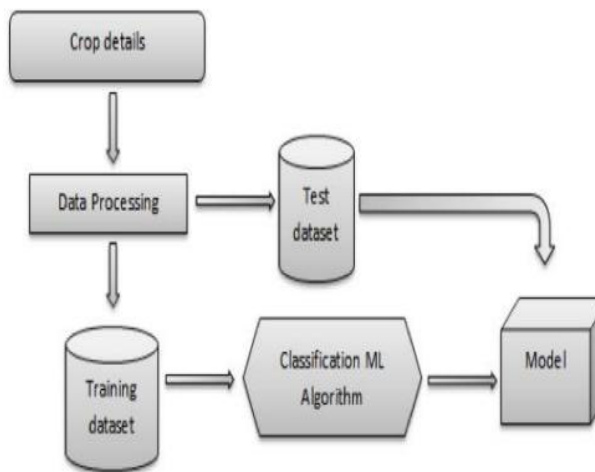 Crop details
Data Processing
Test
dataset
Training
dataset
Classification ML
Algorithm
Model